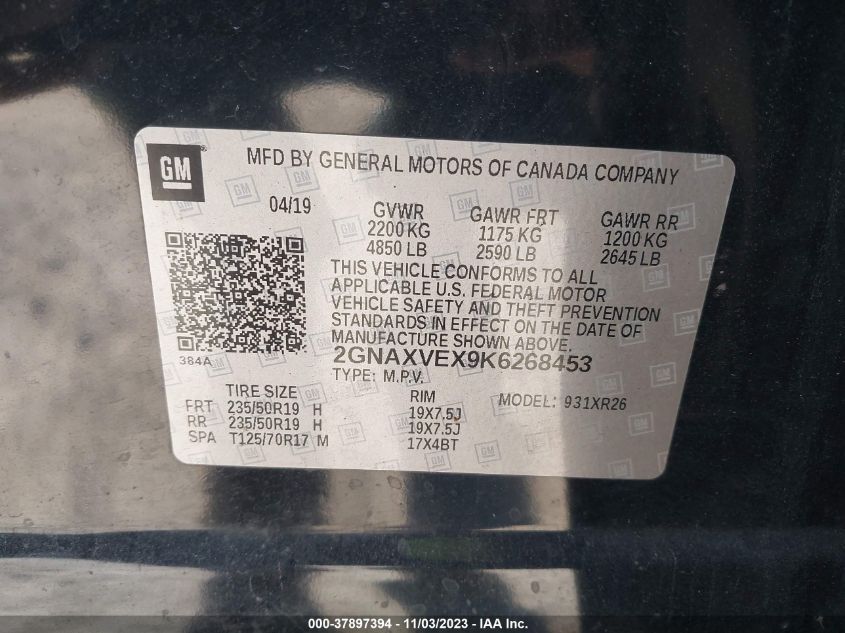 GM
MFD BY GENERAL MOTORS OF CANADA COMPANY
04/19 GVWR GAWR FRT GAWR RR
2200 KG 1175 KG 1200 KG
4850 LB 2590 LB 2645 LB
THIS VEHICLE CONFORMS TO ALL
APPLICABLE U.S. FEDERAL MOTOR
VEHICLE SAFETY AND THEFT PREVENTION
STANDARDS IN EFFECT ON THE DATE OF
MANUFACTURE SHOWN ABOVE.
384A 2GNAXVEX9K6268453
TYPE: M.P.V.
TIRE SIZE RIM MODEL: 931XR26
FRT 235/50R19 H 19X7.5J
RR 235/50R19 H 19X7.5J
SPA T125/70R17 M 17X4BT
000-37897394 - 11/03/2023 - IAA Inc.